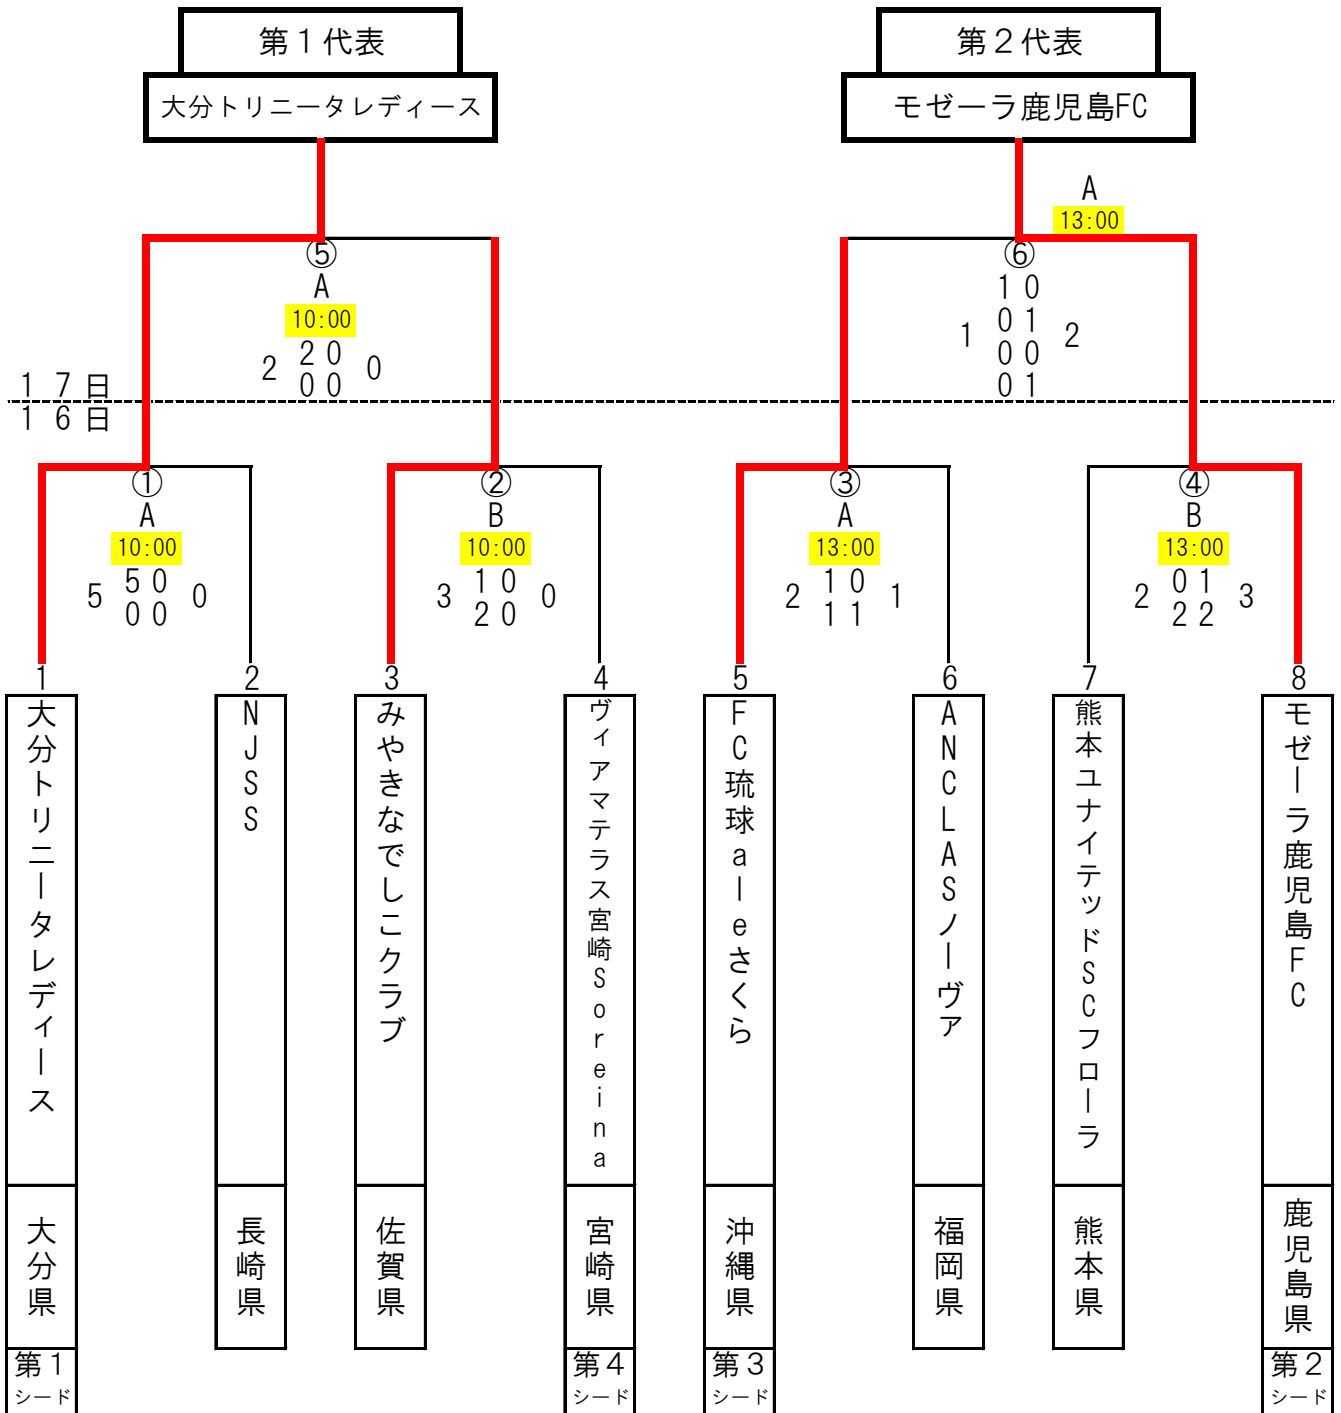 第１代表
大分トリニータレディース
第２代表
モゼーラ鹿児島FC
A
13:00
⑤
A
10:00
2 0
2 0
0 0
⑥
1 0
0 1
1 2
0 0
0 1
１７日
１６日
①
A
10:00
5 0
5 0
0 0
②
B
10:00
1 0
3 0
2 0
③
A
13:00
1 0
2 1
1 1
④
B
13:00
0 1
2 3
2 2
1
2
3
4
5
6
7
8
大分トリニータレディース
NJSS
みやきなでしこクラブ
ヴィアマテラス宮崎Soreina
FC琉球aleさくら
ANCLASノーヴァ
熊本ユナイテッドSCフローラ
モゼーラ鹿児島FC
大分県
長崎県
佐賀県
宮崎県
沖縄県
福岡県
熊本県
鹿児島県
第１
シード
第４
シード
第３
シード
第２
シード